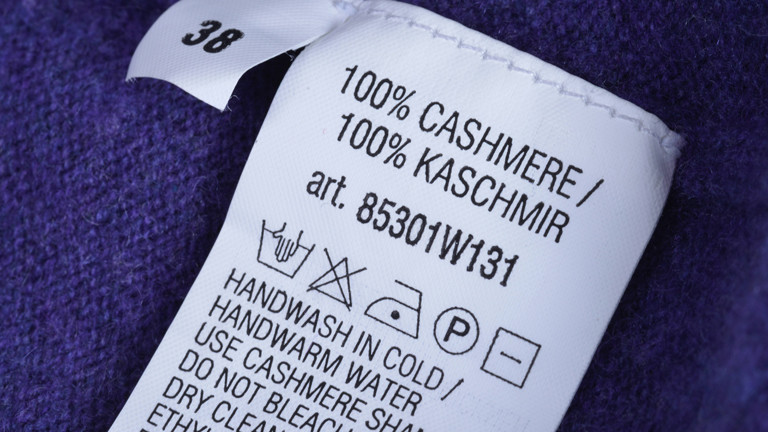 38
100% CASHMERE /
100% KASCHMIR
art. 85301W131
P
HANDWASH IN COLD /
HANDWARM WATER
USE CASHMERE
DO NOT BLEACH
DRY CLEAN